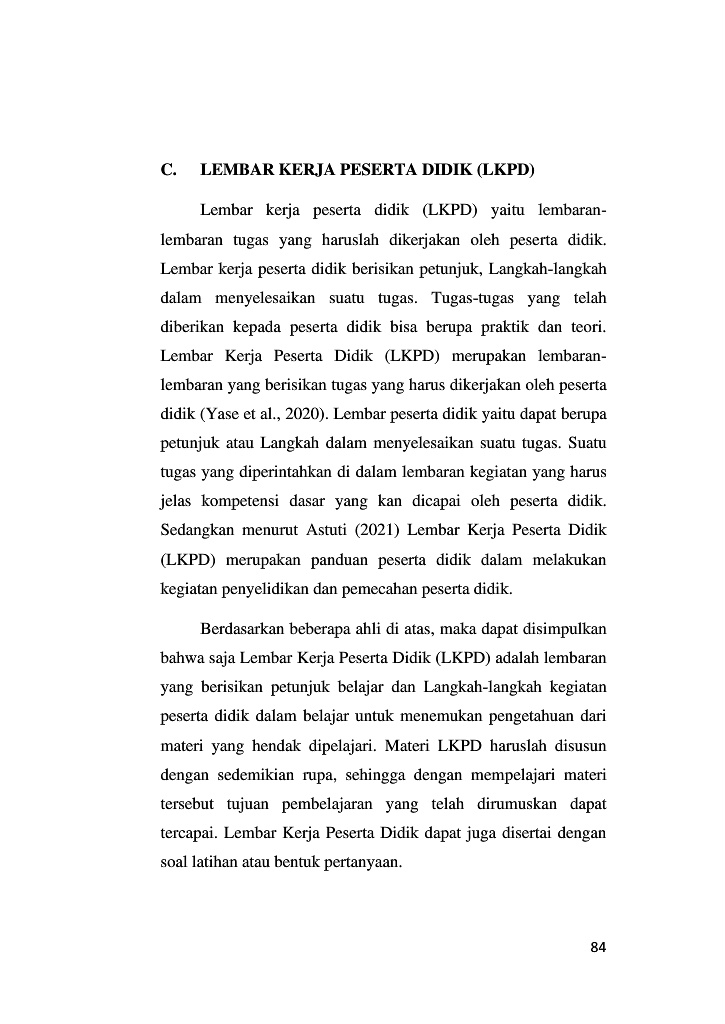 C. LEMBAR KERJA PESERTA DIDIK (LKPD)
Lembar kerja peserta didik (LKPD) yaitu lembaran-
lembaran tugas yang haruslah dikerjakan oleh peserta didik.
Lembar kerja peserta didik berisikan petunjuk, Langkah-langkah
dalam menyelesaikan suatu tugas. Tugas-tugas yang telah
diberikan kepada peserta didik bisa berupa praktik dan teori.
Lembar Kerja Peserta Didik (LKPD) merupakan lembaran-
lembaran yang berisikan tugas yang harus dikerjakan oleh peserta
didik (Yase et al., 2020). Lembar peserta didik yaitu dapat berupa
petunjuk atau Langkah dalam menyelesaikan suatu tugas. Suatu
tugas yang diperintahkan di dalam lembaran kegiatan yang harus
jelas kompetensi dasar yang kan dicapai oleh peserta didik.
Sedangkan menurut Astuti (2021) Lembar Kerja Peserta Didik
(LKPD) merupakan panduan peserta didik dalam melakukan
kegiatan penyelidikan dan pemecahan peserta didik.
Berdasarkan beberapa ahli di atas, maka dapat disimpulkan
bahwa saja Lembar Kerja Peserta Didik (LKPD) adalah lembaran
yang berisikan petunjuk belajar dan Langkah-langkah kegiatan
peserta didik dalam belajar untuk menemukan pengetahuan dari
materi yang hendak dipelajari. Materi LKPD haruslah disusun
dengan sedemikian rupa, sehingga dengan mempelajari materi
tersebut tujuan pembelajaran yang telah dirumuskan dapat
tercapai. Lembar Kerja Peserta Didik dapat juga disertai dengan
soal latihan atau bentuk pertanyaan.
84